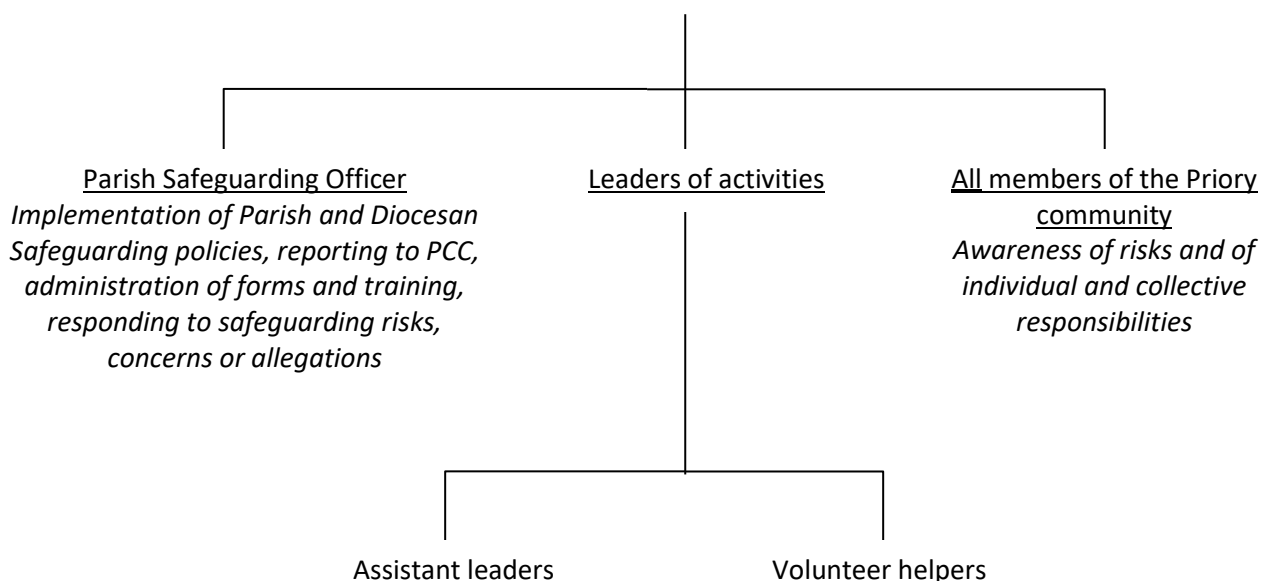 Parish Safeguarding Officer
Implementation of Parish and Diocesan
Safeguarding policies, reporting to PCC,
administration of forms and training,
responding to safeguarding risks,
concerns or allegations
Leaders of activities
All members of the Priory
community
Awareness of risks and of
individual and collective
responsibilities
Assistant leaders
Volunteer helpers